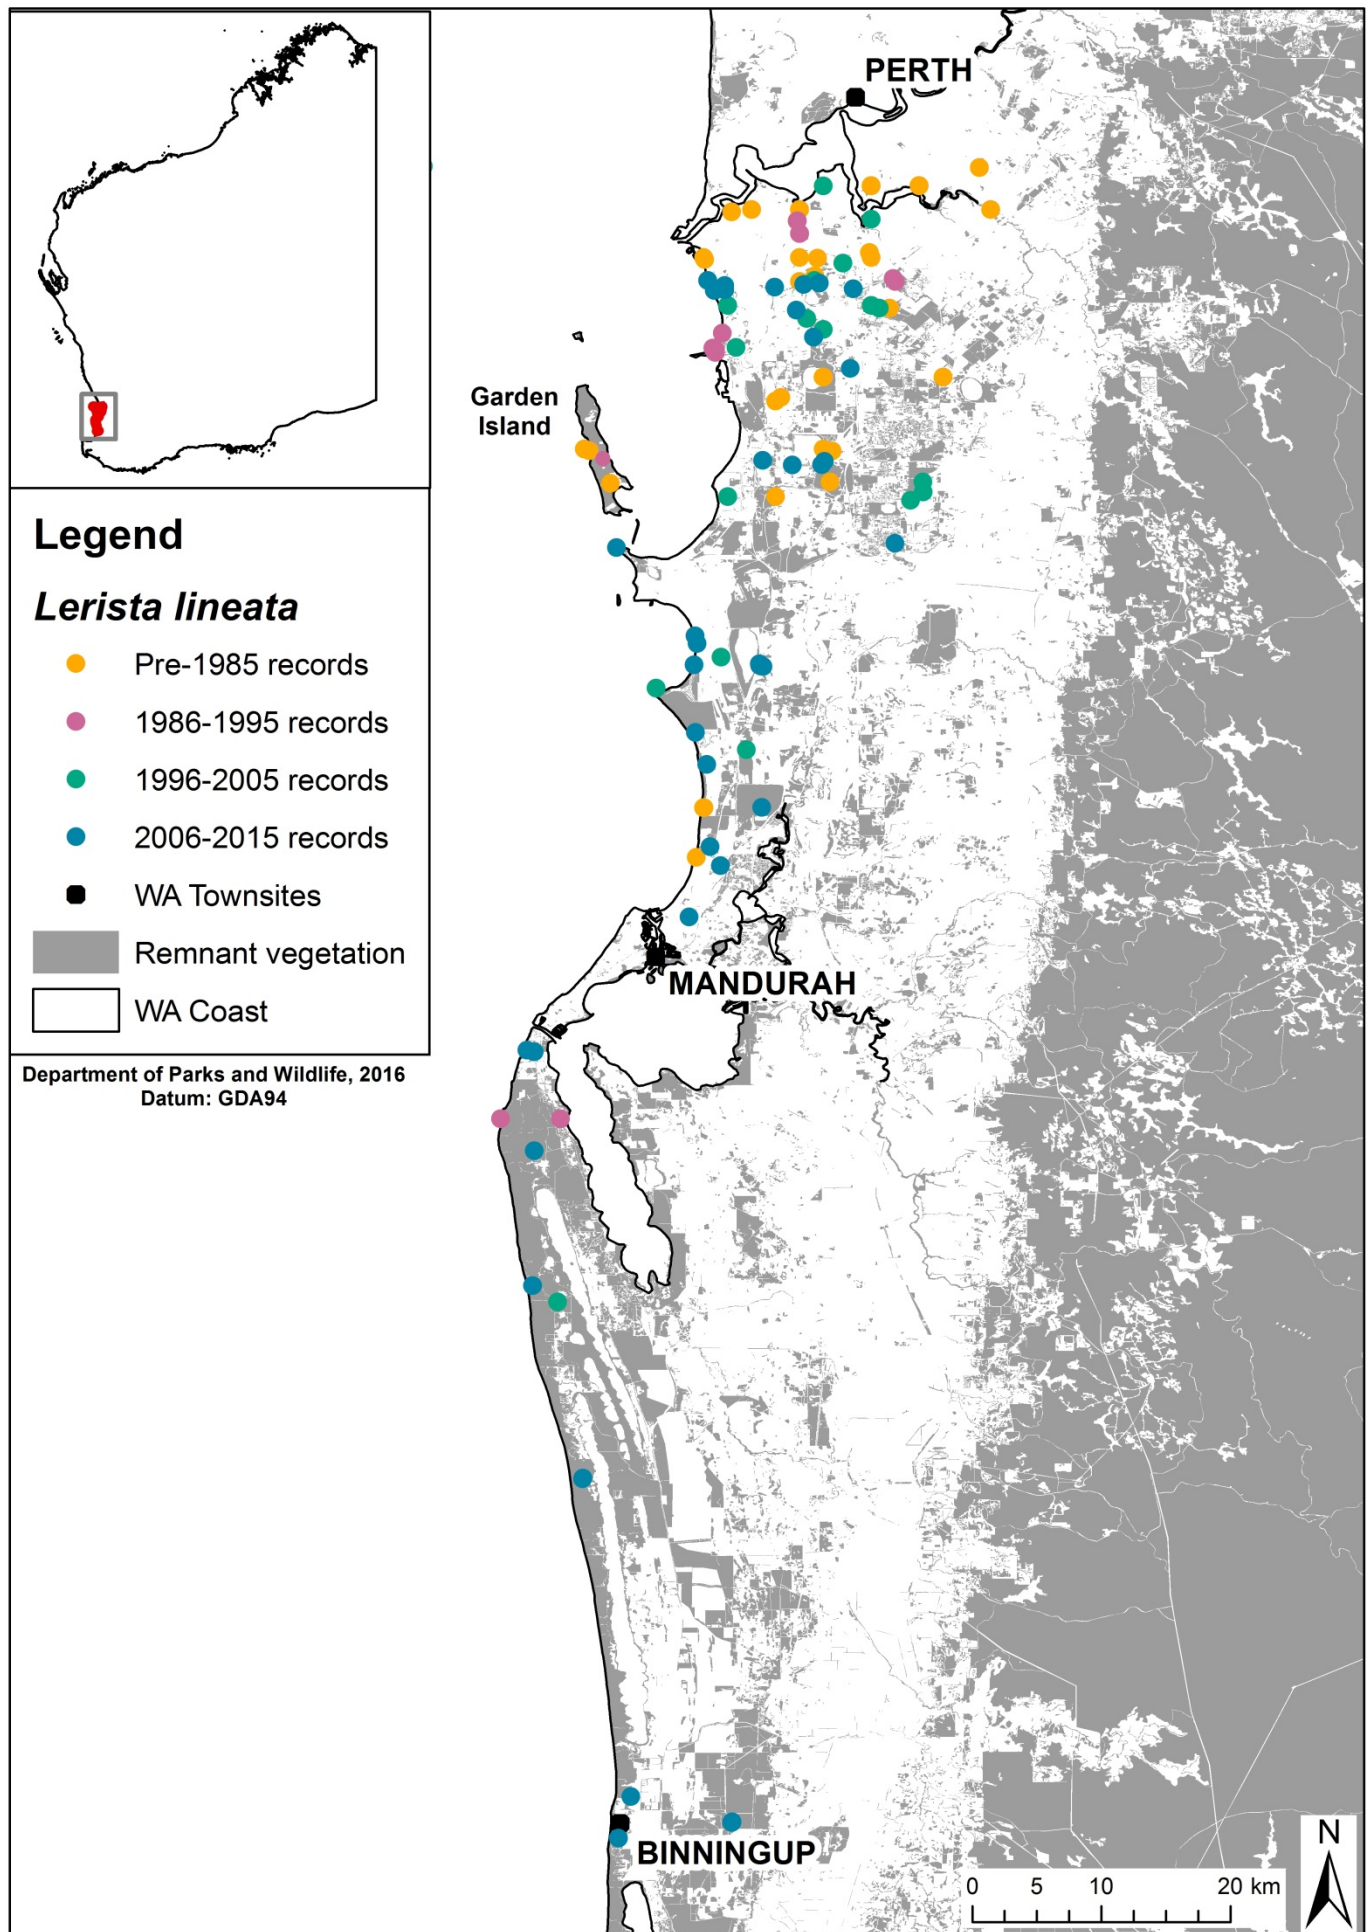 PERTH
Garden
Island
Legend
Lerista lineata
Pre-1985 records
1986-1995 records
1996-2005 records
2006-2015 records
WA Townsites
Remnant vegetation
WA Coast
MANDURAH
Department of Parks and Wildlife, 2016
Datum: GDA94
BINNINGUP
N
0 5 10 20 km